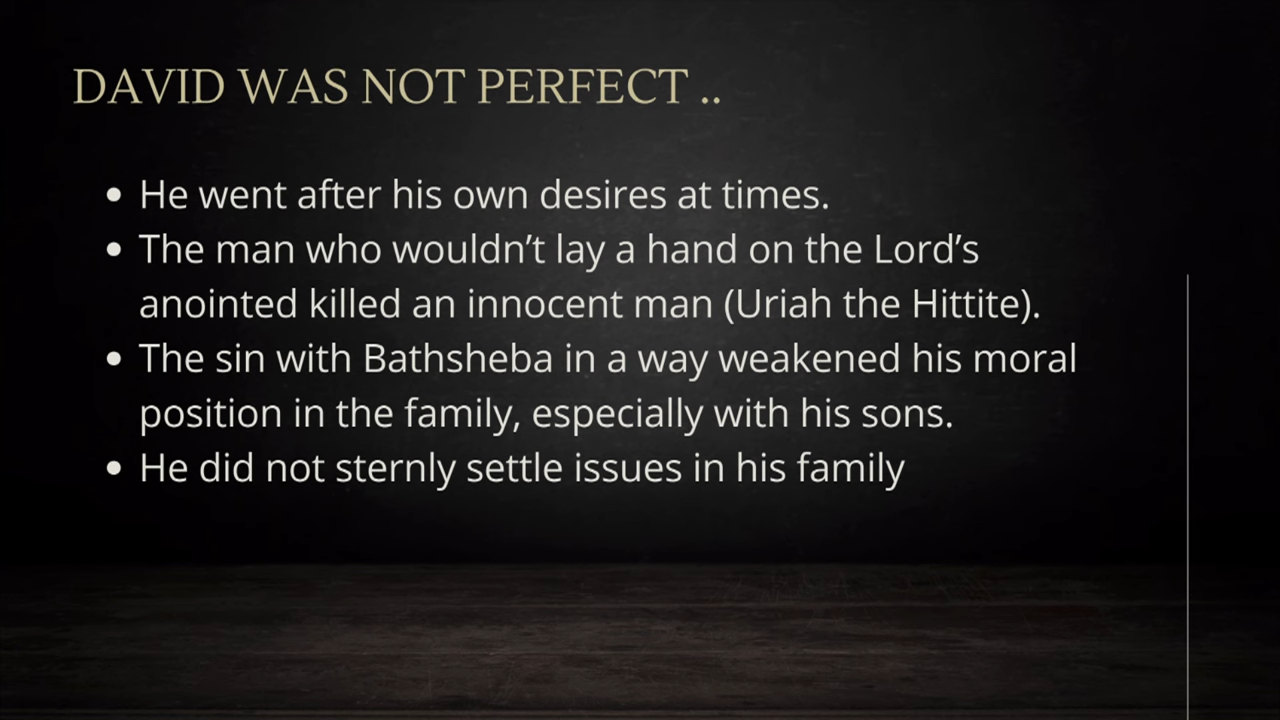 DAVID WAS NOT PERFECT ..
• He went after his own desires at times.
• The man who wouldn’t lay a hand on the Lord’s
anointed killed an innocent man (Uriah the Hittite).
• The sin with Bathsheba in a way weakened his moral
position in the family, especially with his sons.
• He did not sternly settle issues in his family